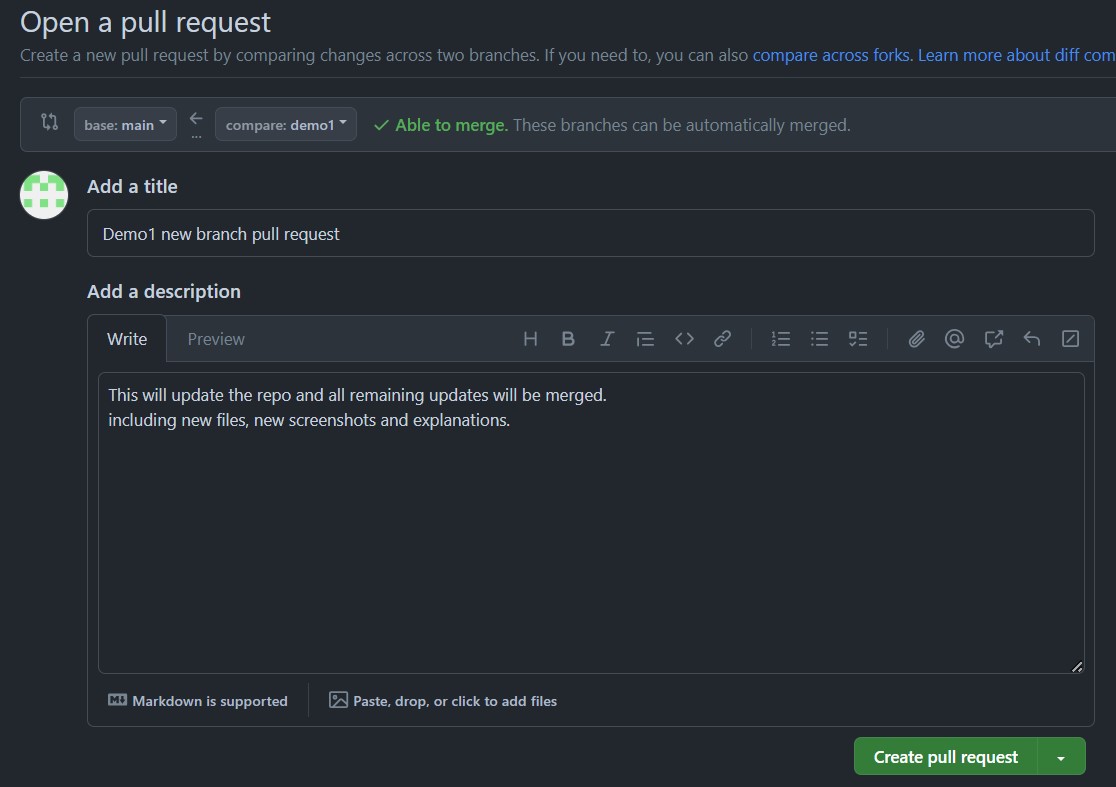 Open a pull request
Create a new pull request by comparing changes across two branches. If you need to, you can also compare across forks. Learn more about diff com
base: main ← compare: demo1 ✓ Able to merge. These branches can be automatically merged.
...
Add a title
Demo1 new branch pull request
Add a description
Write Preview
This will update the repo and all remaining updates will be merged.
including new files, new screenshots and explanations.
Markdown is supported Paste, drop, or click to add files
Create pull request